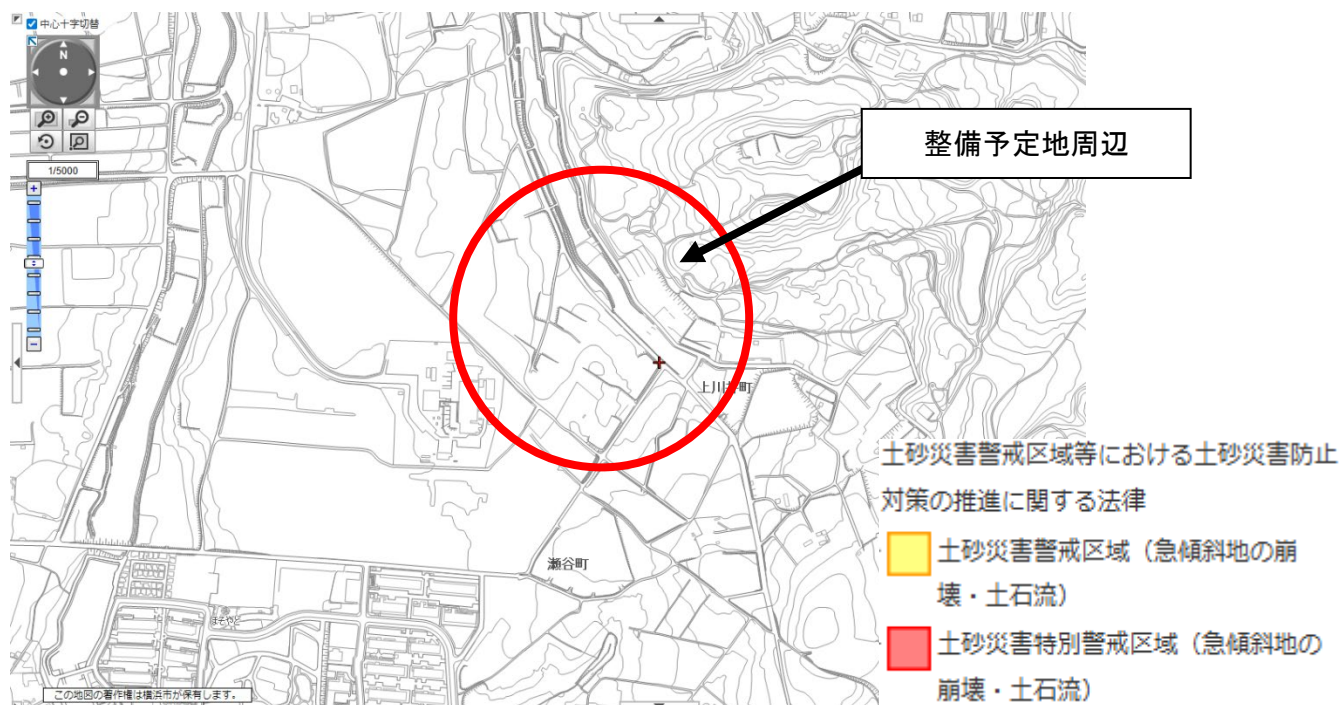 中心十字切替
N
整備予定地周辺
1/5000
上川井町
土砂災害警戒区域等における土砂災害防止
対策の推進に関する法律
土砂災害警戒区域（急傾斜地の崩
壊・土石流）
瀬谷町
土砂災害特別警戒区域（急傾斜地の
崩壊・土石流）
ほそやと
この地図の著作権は横浜市が保有します。